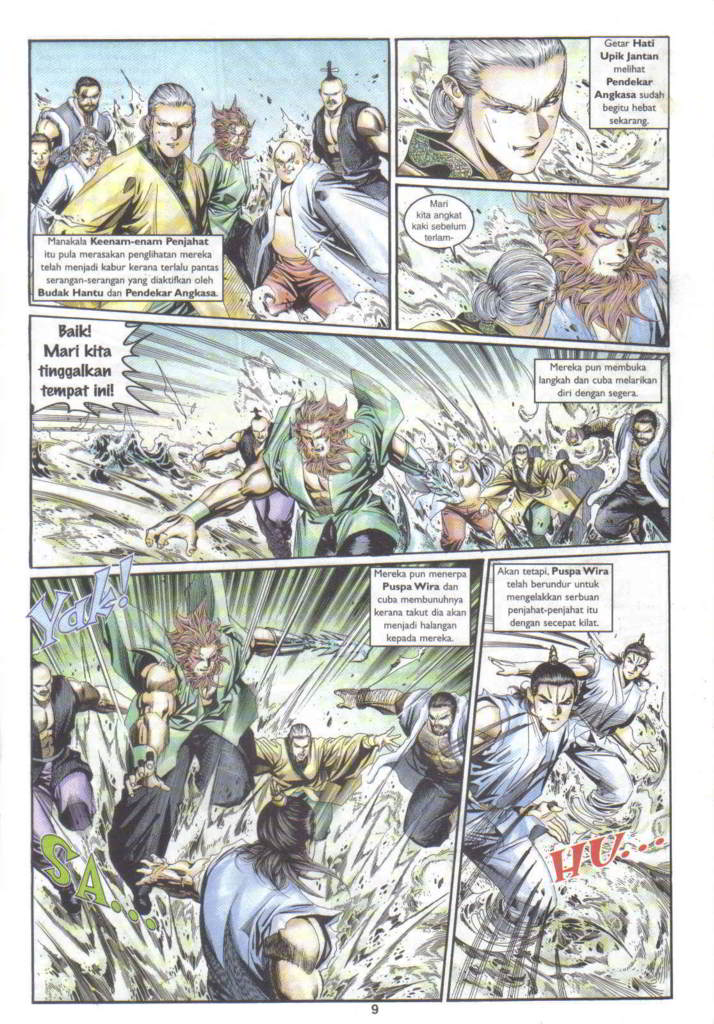 Manakala Keenam-enam Penjahat
itu pula merasakan penglihatan mereka
telah menjadi kabur kerana terlalu pantas
serangan-serangan yang diaktifkan oleh
Budak Hantu dan Pendekar Angkasa.
Getar Hati
Upik Jantan
melihat
Pendekar
Angkasa sudah
begitu hebat
sekarang.
Mari
kita angkat
kaki sebelum
terlam-
Baik!
Mari kita
tinggalkan
tempat ini!
Mereka pun membuka
langkah dan cuba melarikan
diri dengan segera.
Yak!
Mereka pun menerpa
Puspa Wira dan
cuba membunuhnya
kerana takut dia akan
menjadi halangan
kepada mereka.
SA...
Akan tetapi, Puspa Wira
telah berundur untuk
mengelakkan serbuan
penjahat-penjahat itu
dengan secepat kilat.
HU...
9